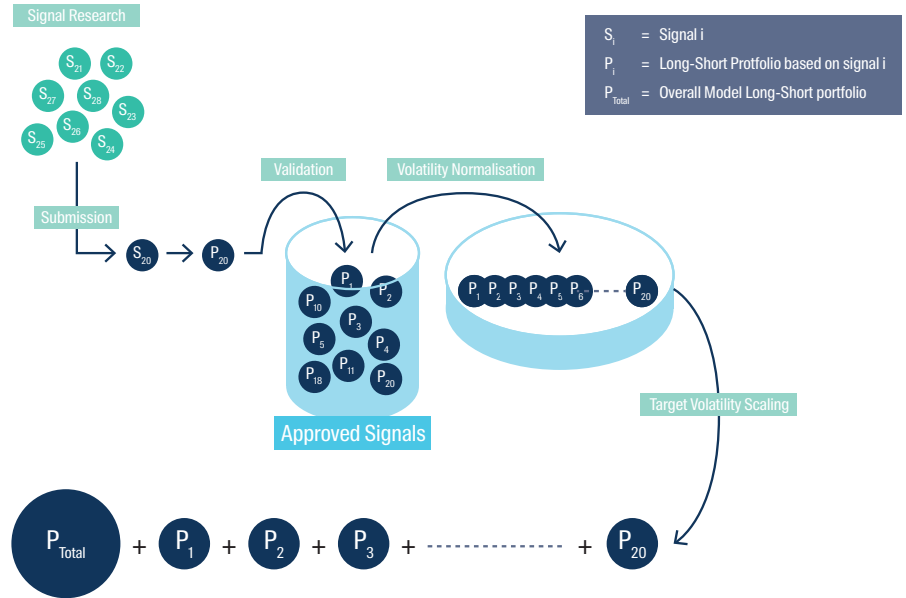 Signal Research
S21
S22
S27
S28
S23
S26
S25
S24
Si = Signal i
Pi = Long-Short Protfolio based on signal i
PTotal = Overall Model Long-Short portfolio
Validation
Volatility Normalisation
Submission
S20
P20
P1
P2
P10
P3
P5
P4
P11
P18
P20
P1 P2 P3 P4 P5 P6 P20
Approved Signals
Target Volatility Scaling
PTotal + P1 + P2 + P3 + + P20